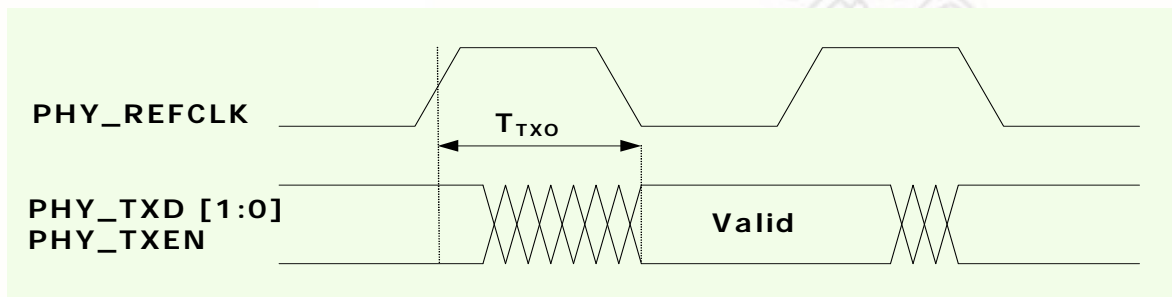 PHY_REFCLK
TTXO
PHY_TXD [1:0]
PHY_TXEN
Valid